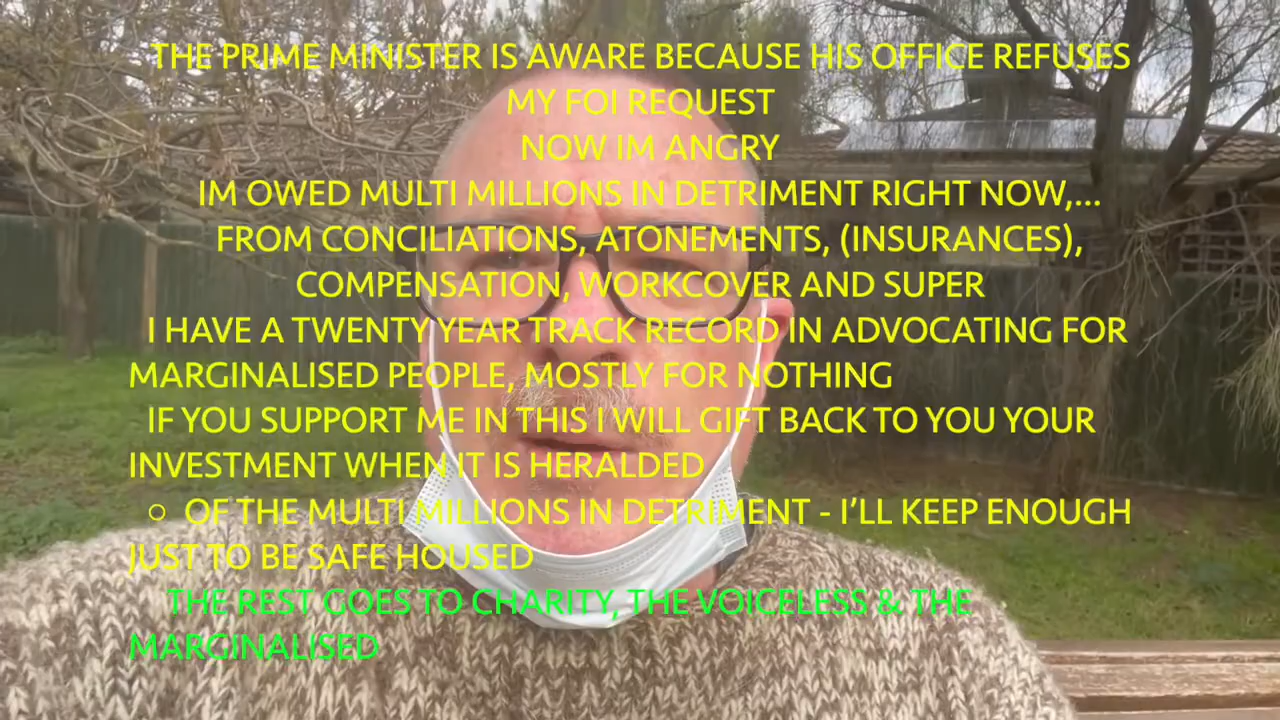 THE PRIME MINISTER IS AWARE BECAUSE HIS OFFICE REFUSES
MY FOI REQUEST
NOW IM ANGRY
IM OWED MULTI MILLIONS IN DETRIMENT RIGHT NOW,...
FROM CONCILIATIONS, ATONEMENTS, (INSURANCES),
COMPENSATION, WORKCOVER AND SUPER
I HAVE A TWENTY YEAR TRACK RECORD IN ADVOCATING FOR
MARGINALISED PEOPLE, MOSTLY FOR NOTHING
IF YOU SUPPORT ME IN THIS I WILL GIFT BACK TO YOU YOUR
INVESTMENT WHEN IT IS HERALDED
○ OF THE MULTI MILLIONS IN DETRIMENT - I’LL KEEP ENOUGH
JUST TO BE SAFE HOUSED
THE REST GOES TO CHARITY, THE VOICELESS & THE
MARGINALISED